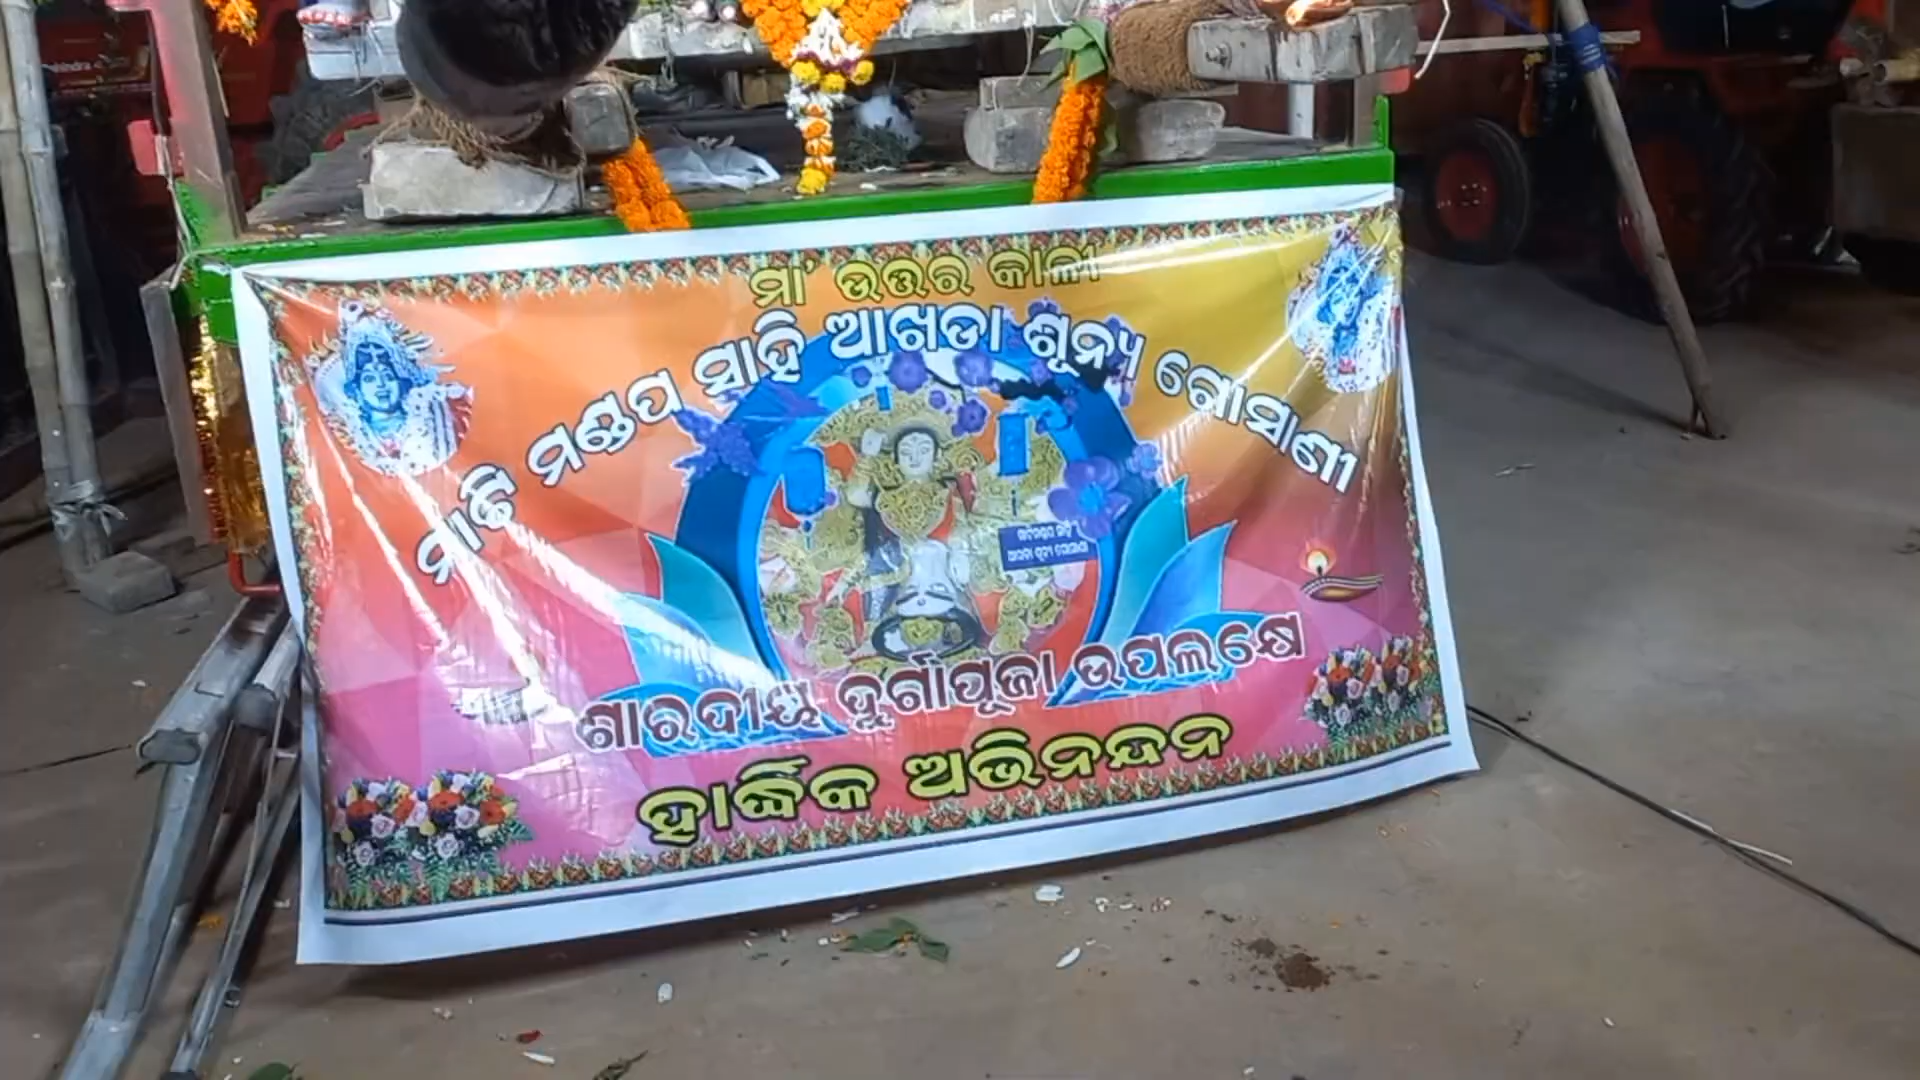 ମା' ଉତ୍ତର କାଳୀ
ମାଟି ମଣ୍ଡପ ସାହି ଆଖଡା ଶୂନ୍ୟ ଗୋସାଣୀ
ଶାରଦୀୟ ଦୁର୍ଗାପୂଜା ଉପଲକ୍ଷେ
ହାର୍ଦ୍ଦିକ ଅଭିନନ୍ଦନ